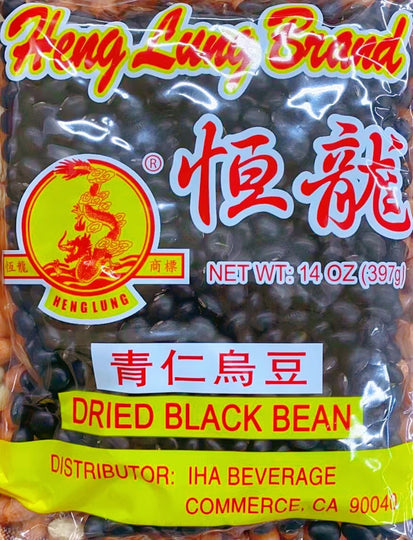 Heng Lung Brand
®恒龍
恒龍 商標
HENG LUNG
NET WT: 14 OZ (397g)
青仁烏豆
DRIED BLACK BEAN
DISTRIBUTOR: IHA BEVERAGE
COMMERCE, CA 90040